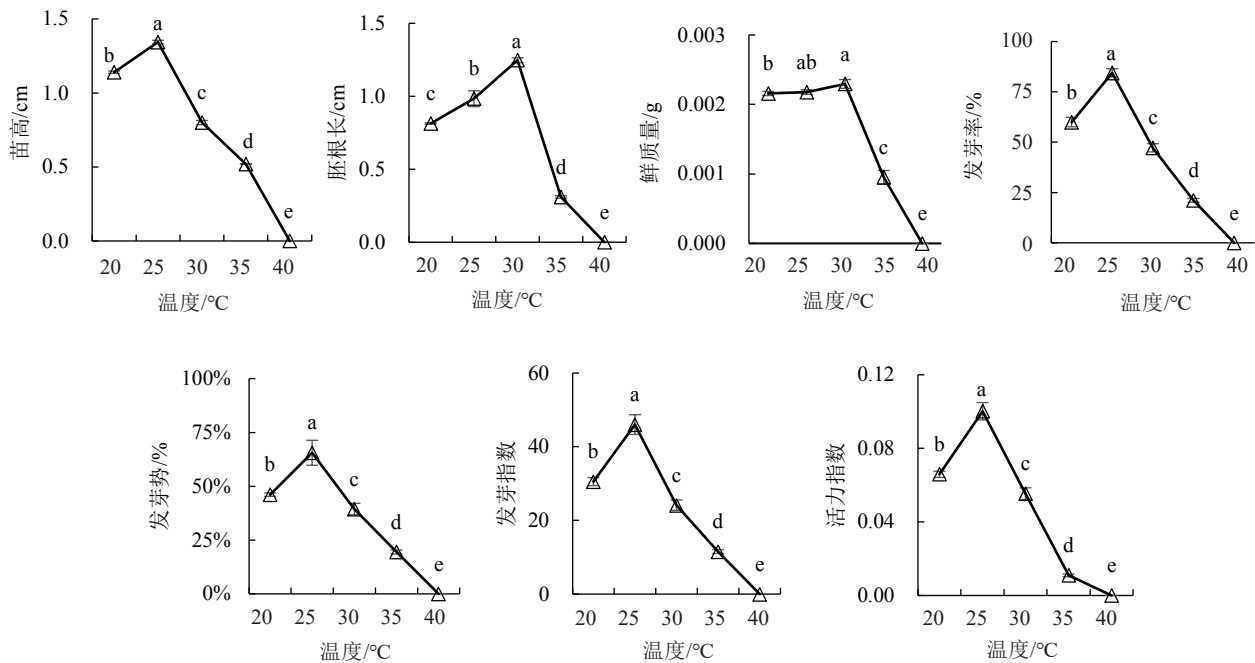 苗高/cm
1.5
1.0
0.5
0.0
b
a
c
d
e
20 25 30 35 40
温度/℃
胚根长/cm
1.5
1.0
0.5
0.0
c
b
a
d
e
20 25 30 35 40
温度/℃
鲜质量/g
0.003
0.002
0.001
0.000
b
ab
a
c
e
20 25 30 35 40
温度/℃
发芽率/%
100
75
50
25
0
b
a
c
d
e
20 25 30 35 40
温度/℃
发芽势/%
100%
75%
50%
25%
0%
b
a
c
d
e
20 25 30 35 40
温度/℃
发芽指数
60
40
20
0
b
a
c
d
e
20 25 30 35 40
温度/℃
活力指数
0.12
0.08
0.04
0.00
b
a
c
d
e
20 25 30 35 40
温度/℃